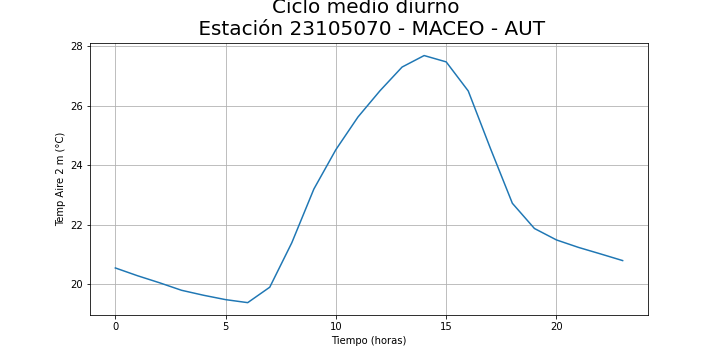 Ciclo medio diurno
Estación 23105070 - MACEO - AUT
28
26
24
22
20
Temp Aire 2 m (°C)
0 5 10 15 20
Tiempo (horas)